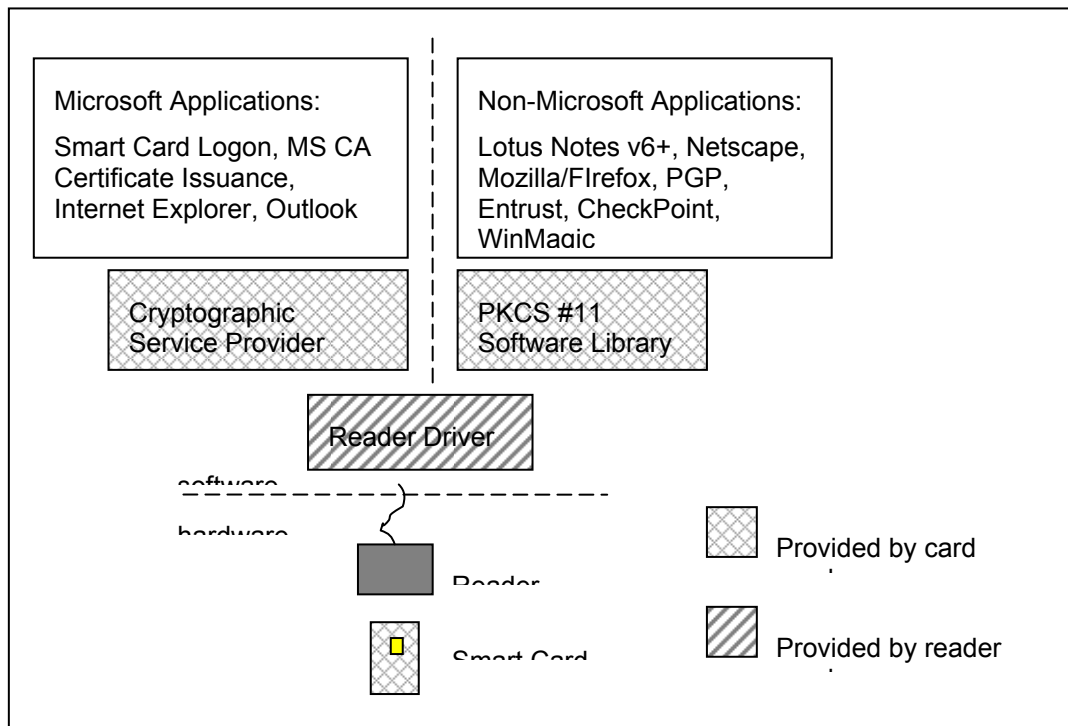 Microsoft Applications:
Smart Card Logon, MS CA
Certificate Issuance,
Internet Explorer, Outlook
Non-Microsoft Applications:
Lotus Notes v6+, Netscape,
Mozilla/FIrefox, PGP,
Entrust, CheckPoint,
WinMagic
Cryptographic
Service Provider
PKCS #11
Software Library
Reader Driver
software
hardware
Reader
Smart Card
Provided by card
Provided by reader